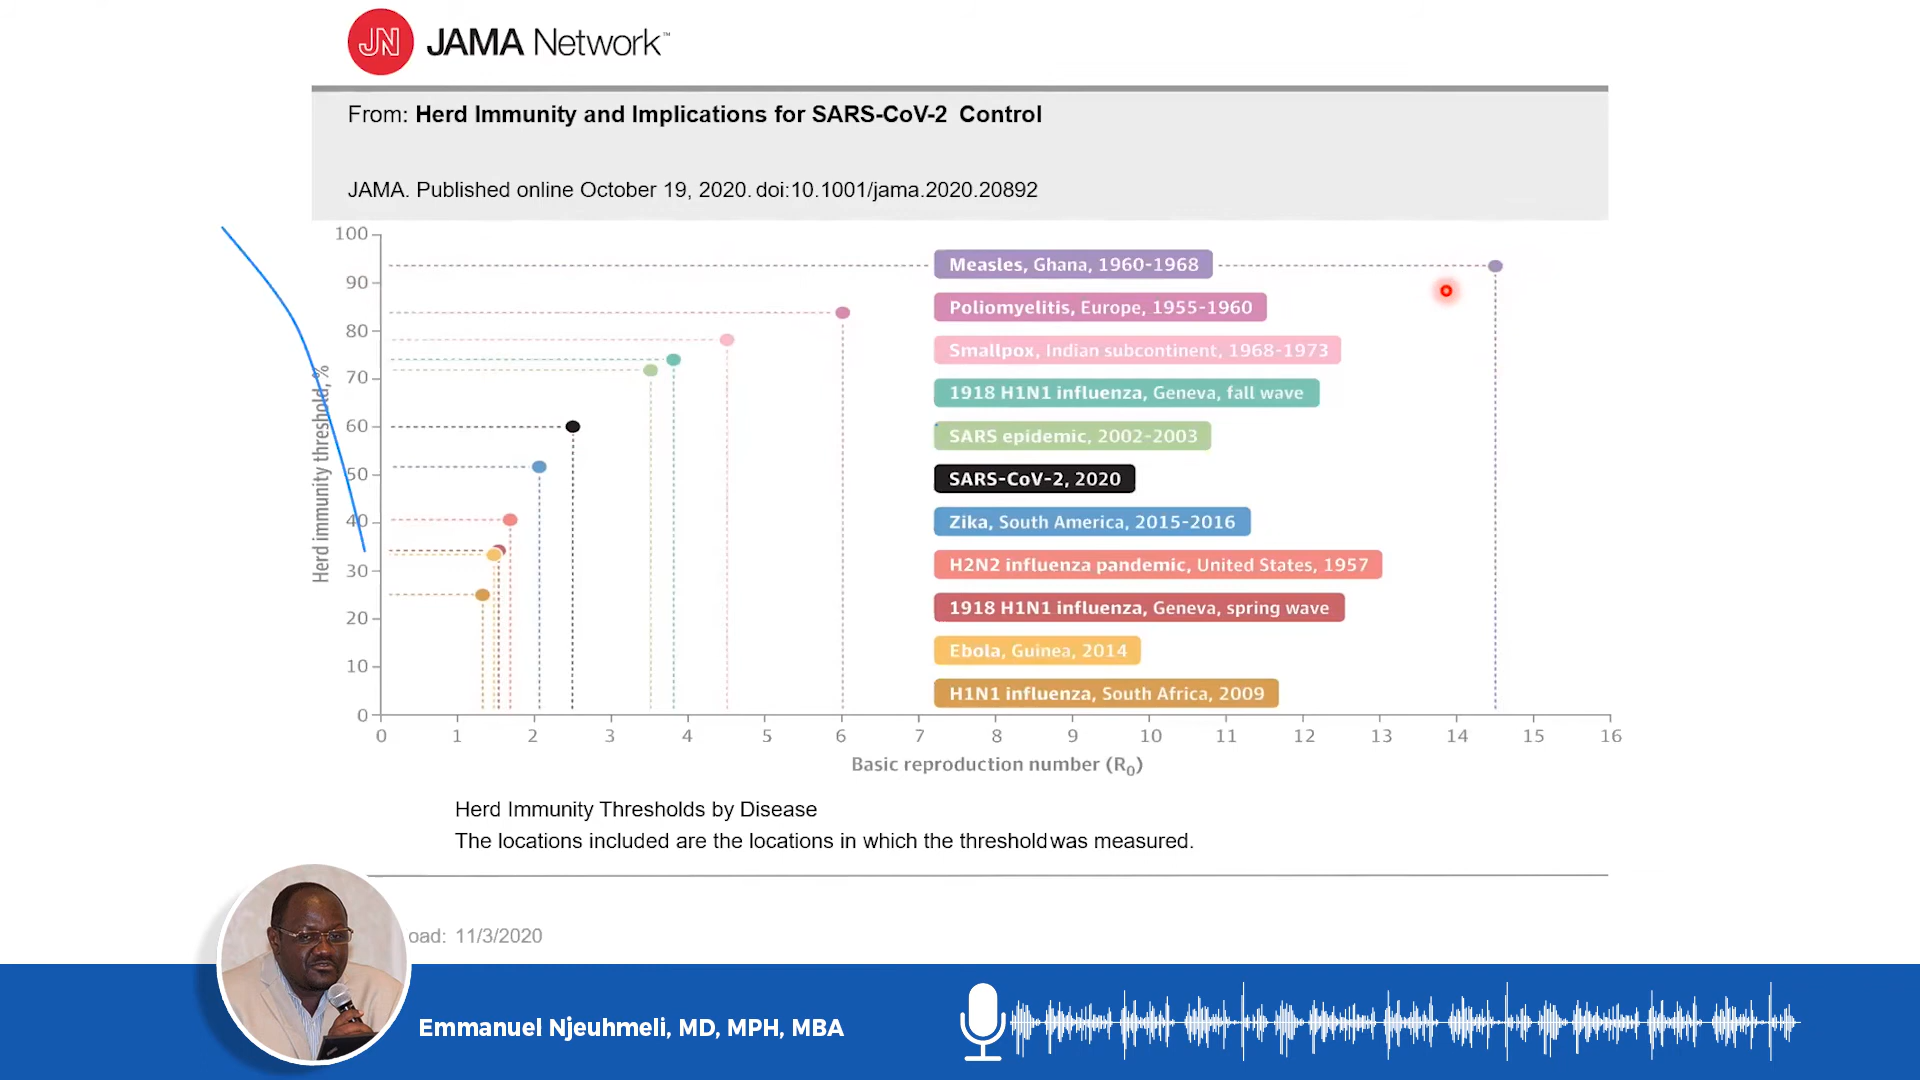 JN JAMA Network™
From: Herd Immunity and Implications for SARS-CoV-2 Control
JAMA. Published online October 19, 2020. doi:10.1001/jama.2020.20892
Herd immunity threshold, %
100
90
80
70
60
50
40
30
20
10
0
Measles, Ghana, 1960-1968
Poliomyelitis, Europe, 1955-1960
Smallpox, Indian subcontinent, 1968-1973
1918 H1N1 influenza, Geneva, fall wave
SARS epidemic, 2002-2003
SARS-CoV-2, 2020
Zika, South America, 2015-2016
H2N2 influenza pandemic, United States, 1957
1918 H1N1 influenza, Geneva, spring wave
Ebola, Guinea, 2014
H1N1 influenza, South Africa, 2009
0 1 2 3 4 5 6 7 8 9 10 11 12 13 14 15 16
Basic reproduction number (R₀)
Herd Immunity Thresholds by Disease
The locations included are the locations in which the threshold was measured.
oad: 11/3/2020
Emmanuel Njeuhmeli, MD, MPH, MBA